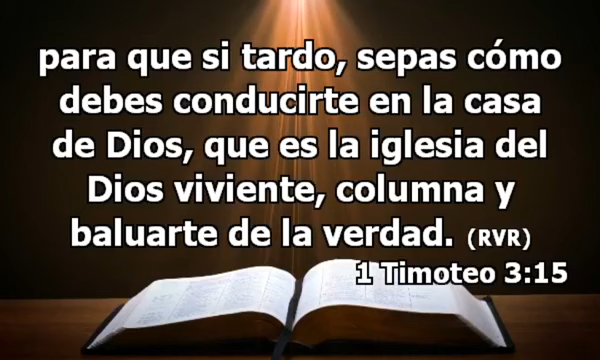 para que si tardo, sepas cómo
debes conducirte en la casa
de Dios, que es la iglesia del
Dios viviente, columna y
baluarte de la verdad. (RVR)
1 Timoteo 3:15